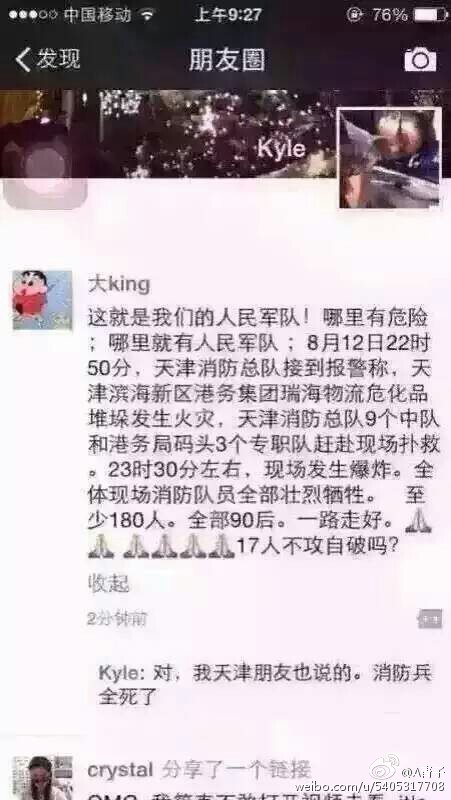 中国移动 上午9:27 76%
发现 朋友圈
Kyle
大king
这就是我们的人民军队！哪里有危险
；哪里就有人民军队；8月12日22时
50分，天津消防总队接到报警称，天
津滨海新区港务集团瑞海物流危化品
堆垛发生火灾，天津消防总队9个中队
和港务局码头3个专职队赶赴现场扑救
。23时30分左右，现场发生爆炸。全
体现场消防队员全部壮烈牺牲。 至
少180人。全部90后。一路走好。🙏
🙏🙏🙏🙏🙏17人不攻自破吗?
收起
2分钟前
Kyle: 对，我天津朋友也说的。消防兵
全死了
crystal 分享了一个链接
weibo.com/u/5405317708